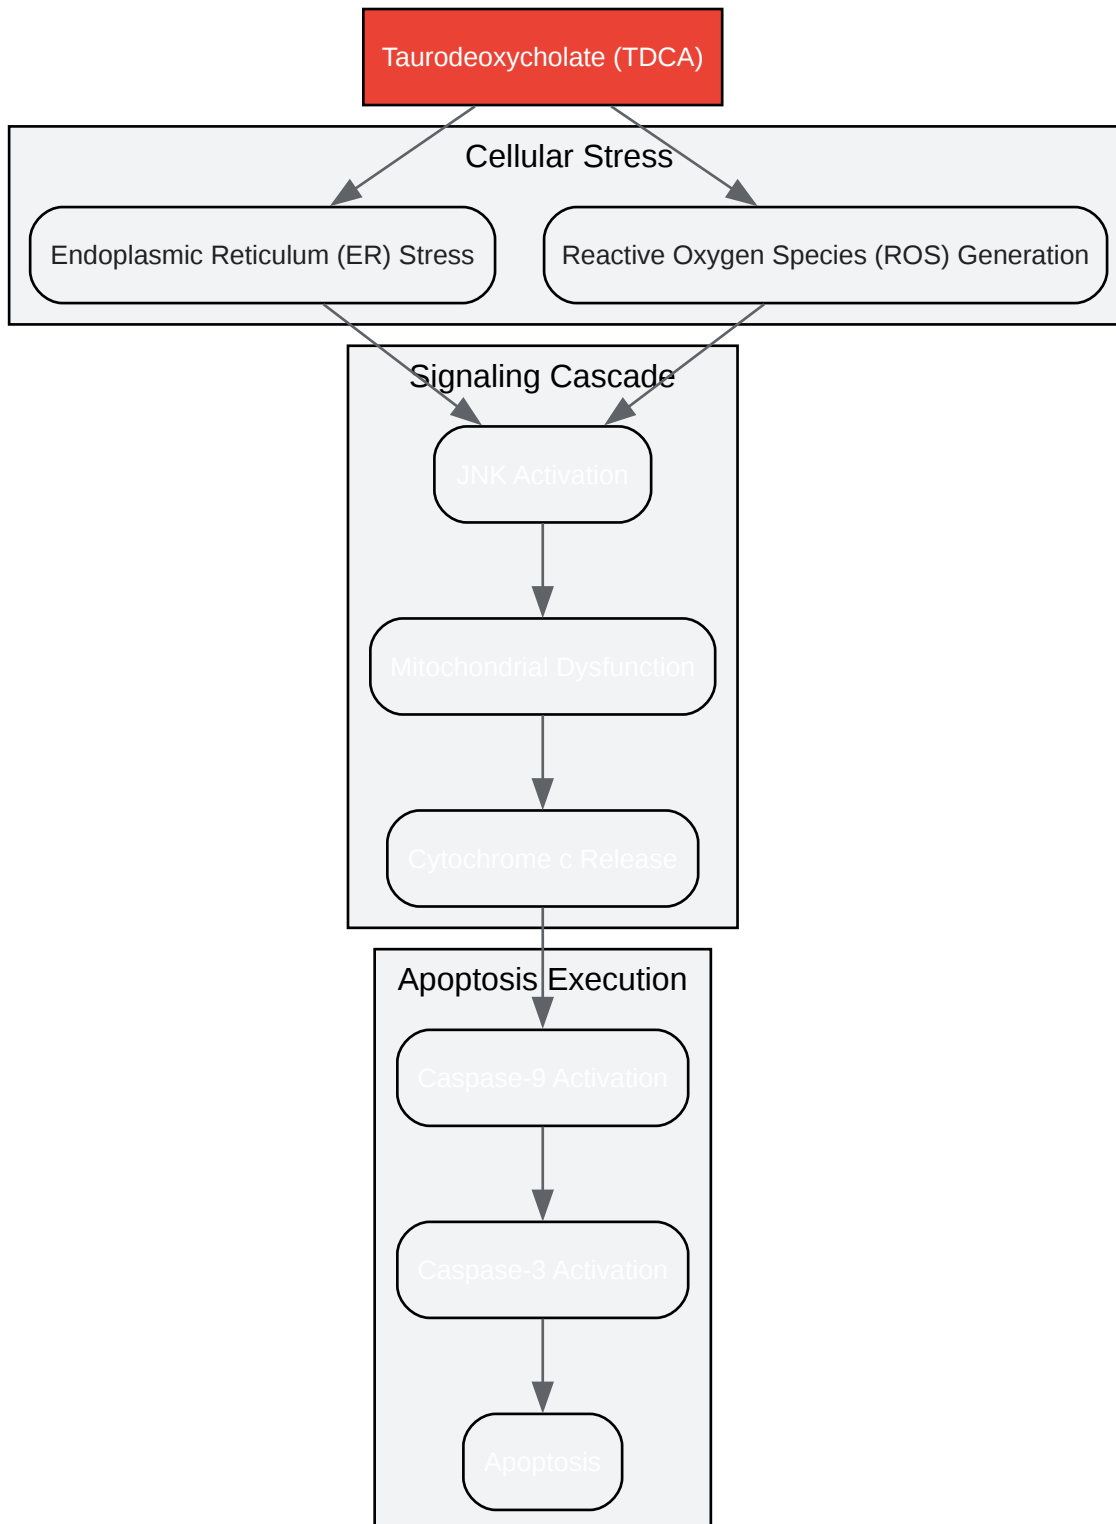 Taurodeoxycholate (TDCA)
Cellular Stress
Endoplasmic Reticulum (ER) Stress
Reactive Oxygen Species (ROS) Generation
Signaling Cascade
JNK Activation
Mitochondrial Dysfunction
Cytochrome c Release
Apoptosis Execution
Caspase-9 Activation
Caspase-3 Activation
Apoptosis